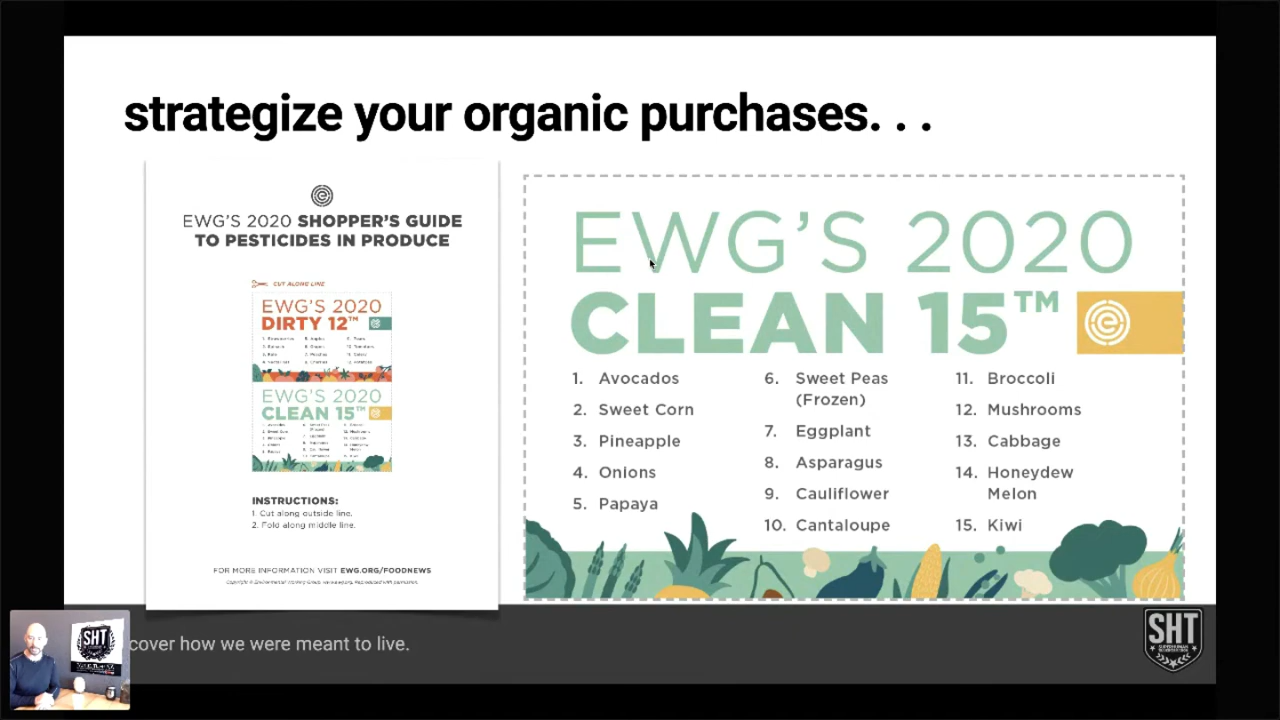 strategize your organic purchases. . .
EWG'S 2020 SHOPPER'S GUIDE
TO PESTICIDES IN PRODUCE
CUT ALONG LINE
EWG'S 2020
DIRTY 12™
EWG'S 2020
CLEAN 15™
INSTRUCTIONS:
1. Cut along outside line.
2. Fold along middle line.
FOR MORE INFORMATION VISIT EWG.ORG/FOODNEWS
EWG'S 2020
CLEAN 15™
1. Avocados
2. Sweet Corn
3. Pineapple
4. Onions
5. Papaya
6. Sweet Peas
(Frozen)
7. Eggplant
8. Asparagus
9. Cauliflower
10. Cantaloupe
11. Broccoli
12. Mushrooms
13. Cabbage
14. Honeydew
Melon
15. Kiwi
cover how we were meant to live.
SHT
SHT